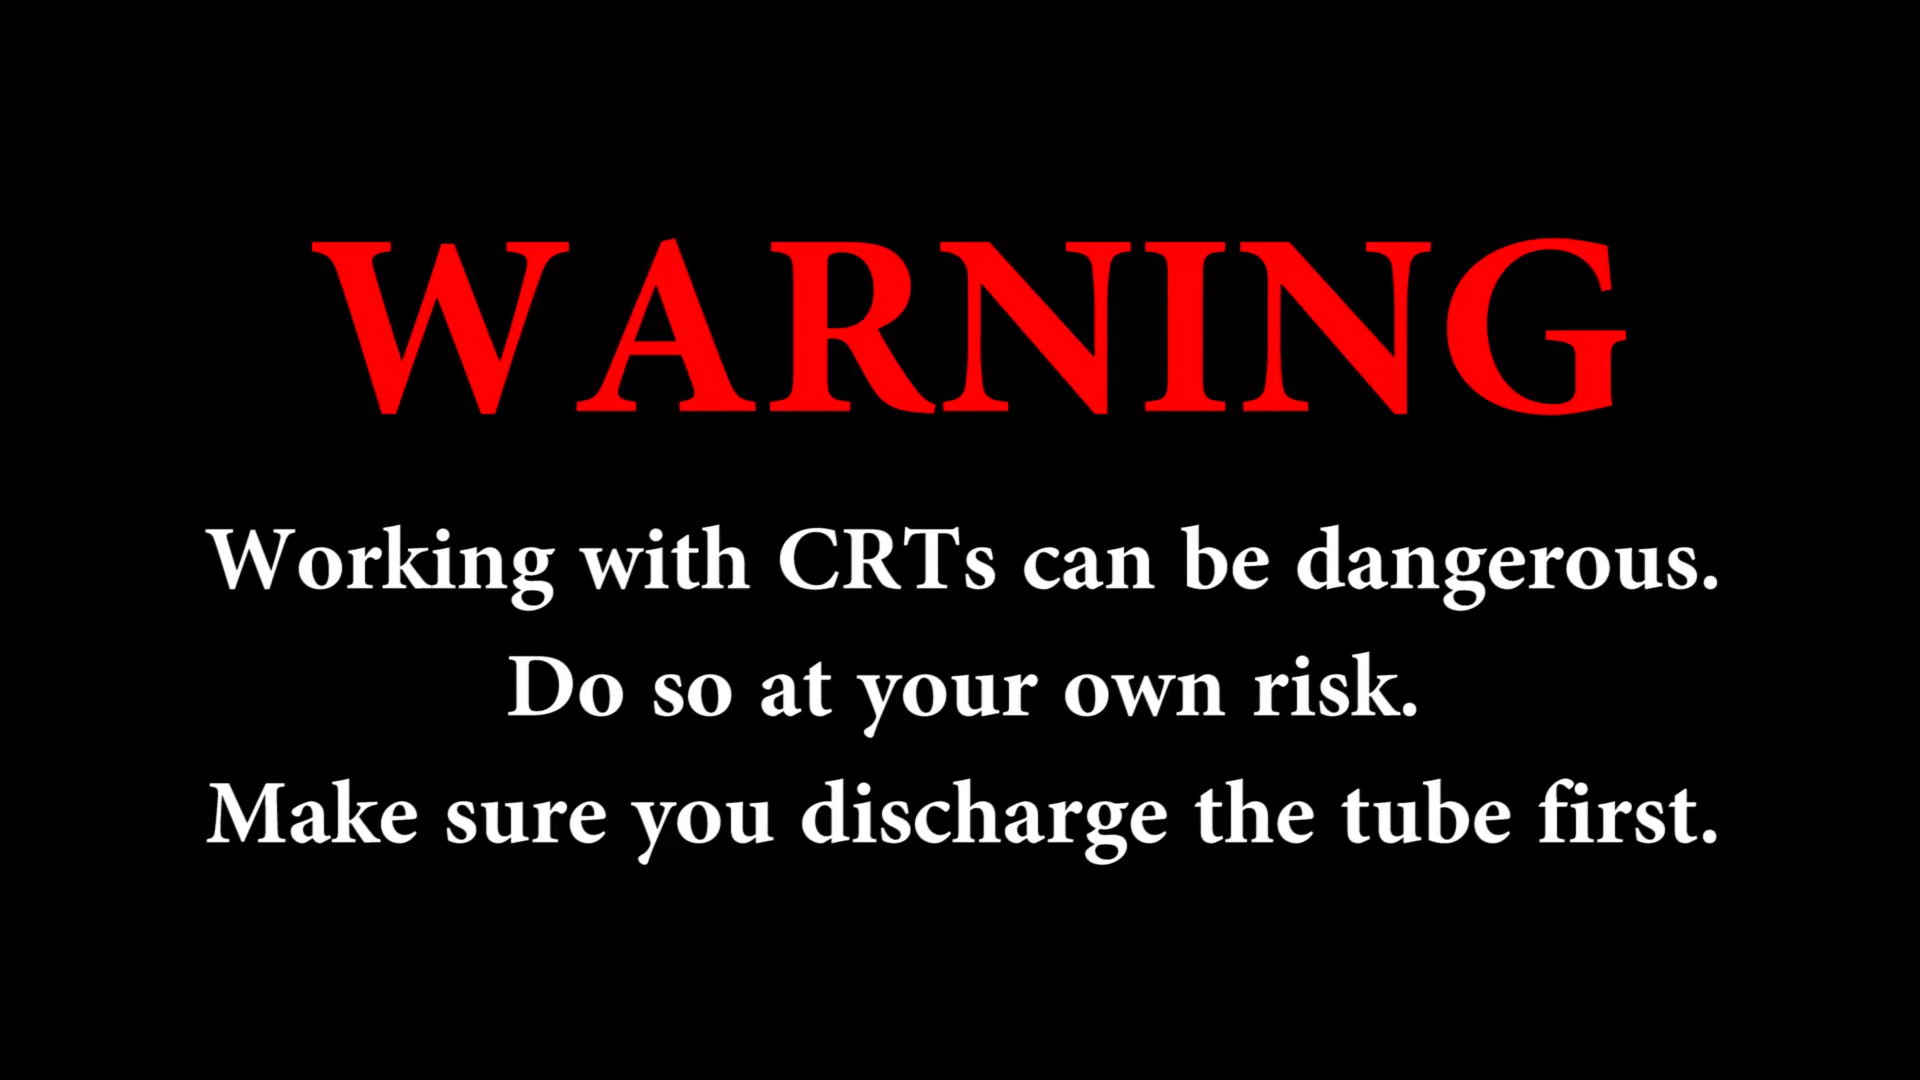 WARNING
Working with CRTs can be dangerous.
Do so at your own risk.
Make sure you discharge the tube first.